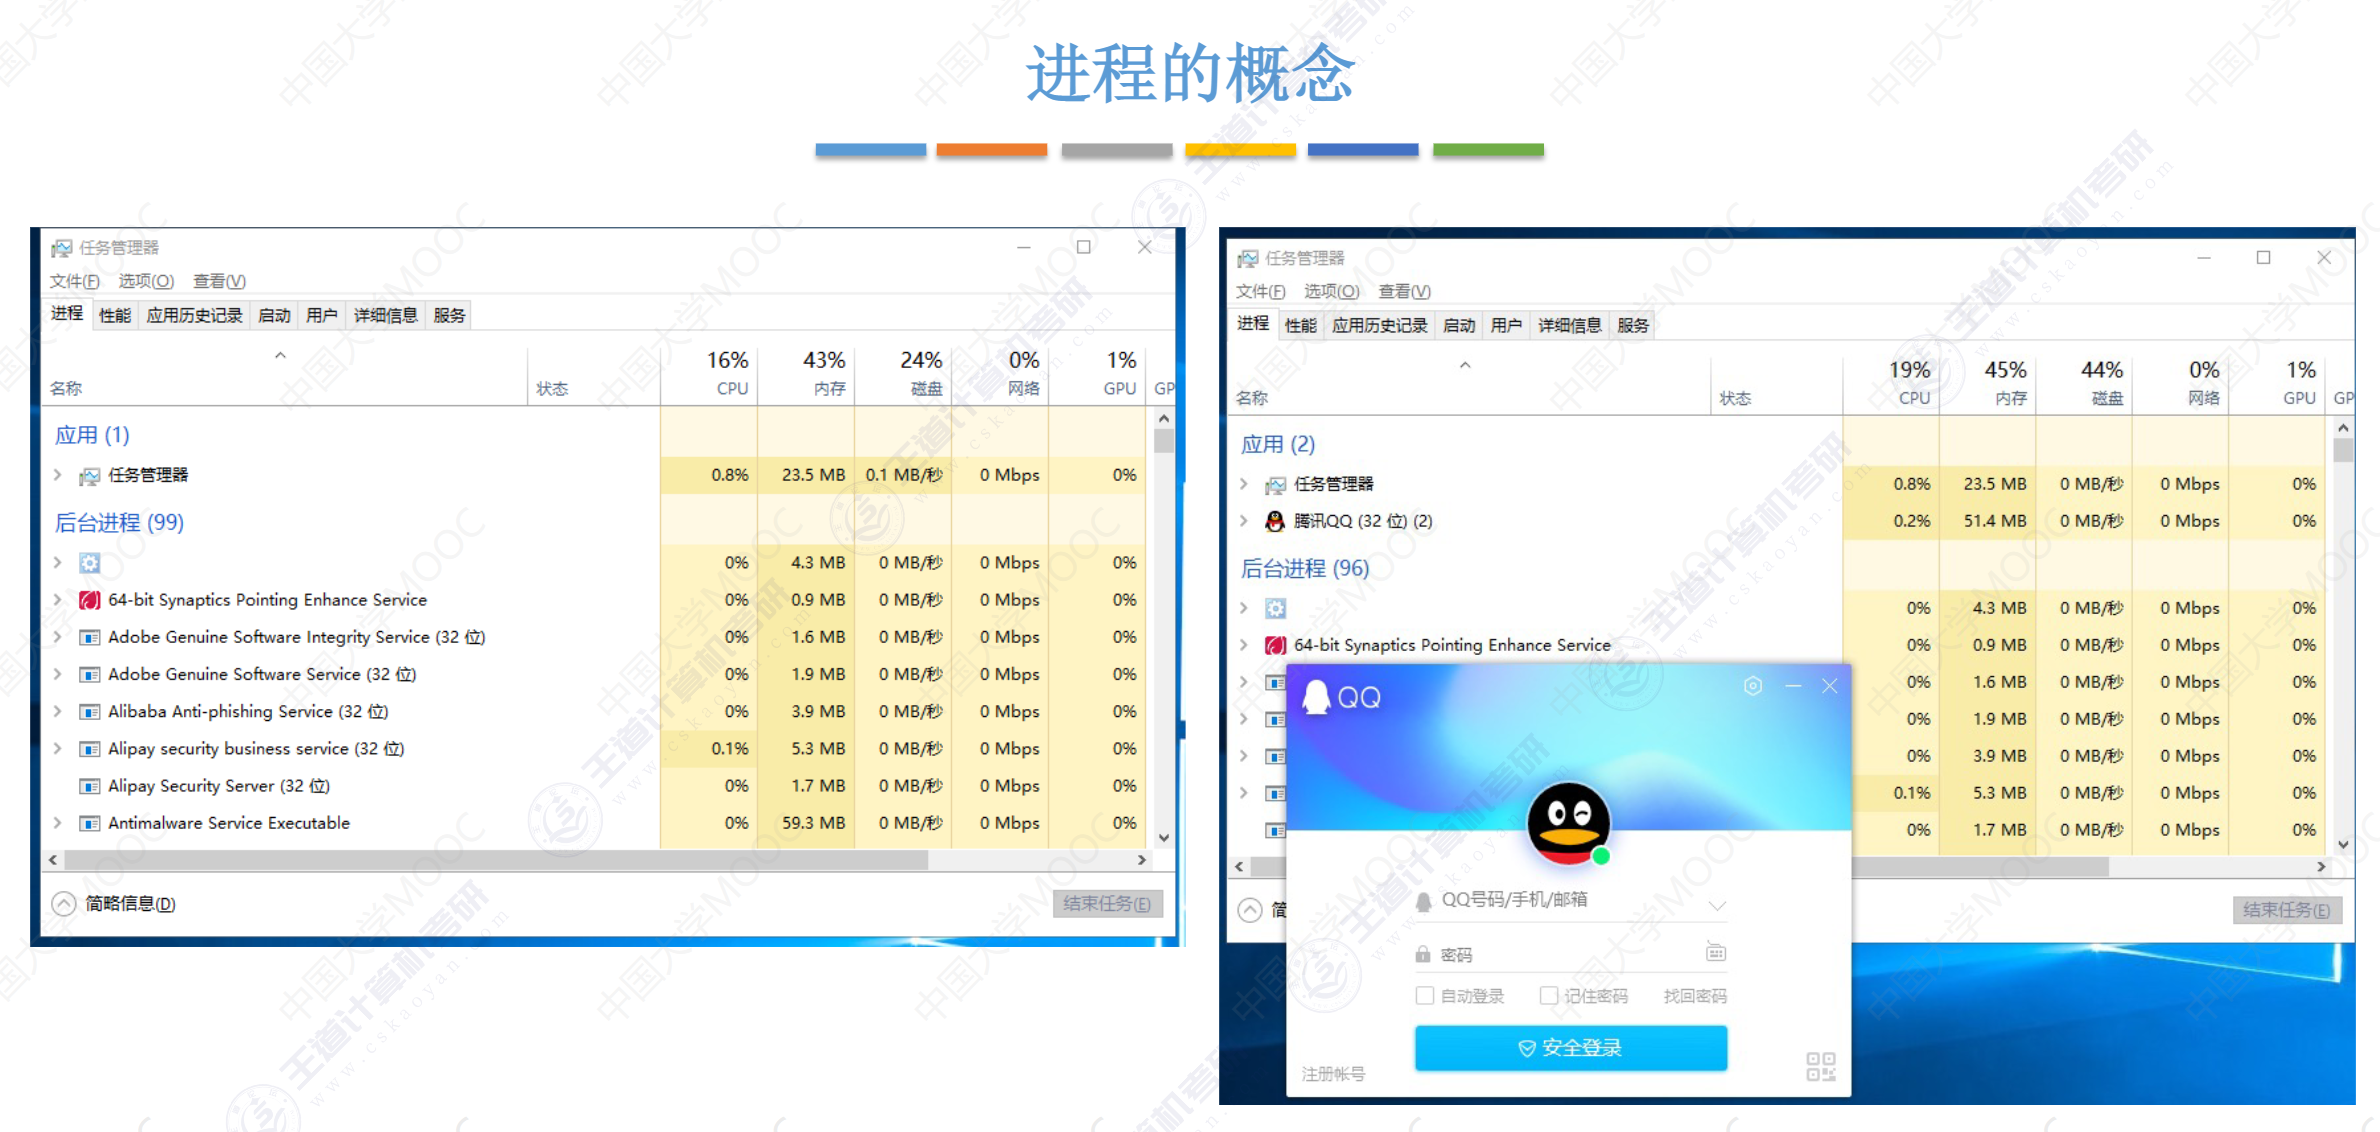 进程的概念
任务管理器
文件(F) 选项(O) 查看(V)
进程 性能 应用历史记录 启动 用户 详细信息 服务
16% 43% 24% 0% 1%
名称 状态 CPU 内存 磁盘 网络 GPU GP
应用 (1)
任务管理器 0.8% 23.5 MB 0.1 MB/秒 0 Mbps 0%
后台进程 (99)
0% 4.3 MB 0 MB/秒 0 Mbps 0%
64-bit Synaptics Pointing Enhance Service 0% 0.9 MB 0 MB/秒 0 Mbps 0%
Adobe Genuine Software Integrity Service (32 位) 0% 1.6 MB 0 MB/秒 0 Mbps 0%
Adobe Genuine Software Service (32 位) 0% 1.9 MB 0 MB/秒 0 Mbps 0%
Alibaba Anti-phishing Service (32 位) 0% 3.9 MB 0 MB/秒 0 Mbps 0%
Alipay security business service (32 位) 0.1% 5.3 MB 0 MB/秒 0 Mbps 0%
Alipay Security Server (32 位) 0% 1.7 MB 0 MB/秒 0 Mbps 0%
Antimalware Service Executable 0% 59.3 MB 0 MB/秒 0 Mbps 0%
简略信息(D) 结束任务(E)
任务管理器
文件(F) 选项(O) 查看(V)
进程 性能 应用历史记录 启动 用户 详细信息 服务
19% 45% 44% 0% 1%
名称 状态 CPU 内存 磁盘 网络 GPU GP
应用 (2)
任务管理器 0.8% 23.5 MB 0 MB/秒 0 Mbps 0%
腾讯QQ (32 位) (2) 0.2% 51.4 MB 0 MB/秒 0 Mbps 0%
后台进程 (96)
0% 4.3 MB 0 MB/秒 0 Mbps 0%
64-bit Synaptics Pointing Enhance Service 0% 0.9 MB 0 MB/秒 0 Mbps 0%
0% 1.6 MB 0 MB/秒 0 Mbps 0%
0% 1.9 MB 0 MB/秒 0 Mbps 0%
0% 3.9 MB 0 MB/秒 0 Mbps 0%
0.1% 5.3 MB 0 MB/秒 0 Mbps 0%
0% 1.7 MB 0 MB/秒 0 Mbps 0%
简 结束任务(E)
QQ
QQ号码/手机/邮箱
密码
自动登录 记住密码 找回密码
安全登录
注册帐号
中国大学MOOC
王道计算机考研
www.cskaoyan.com